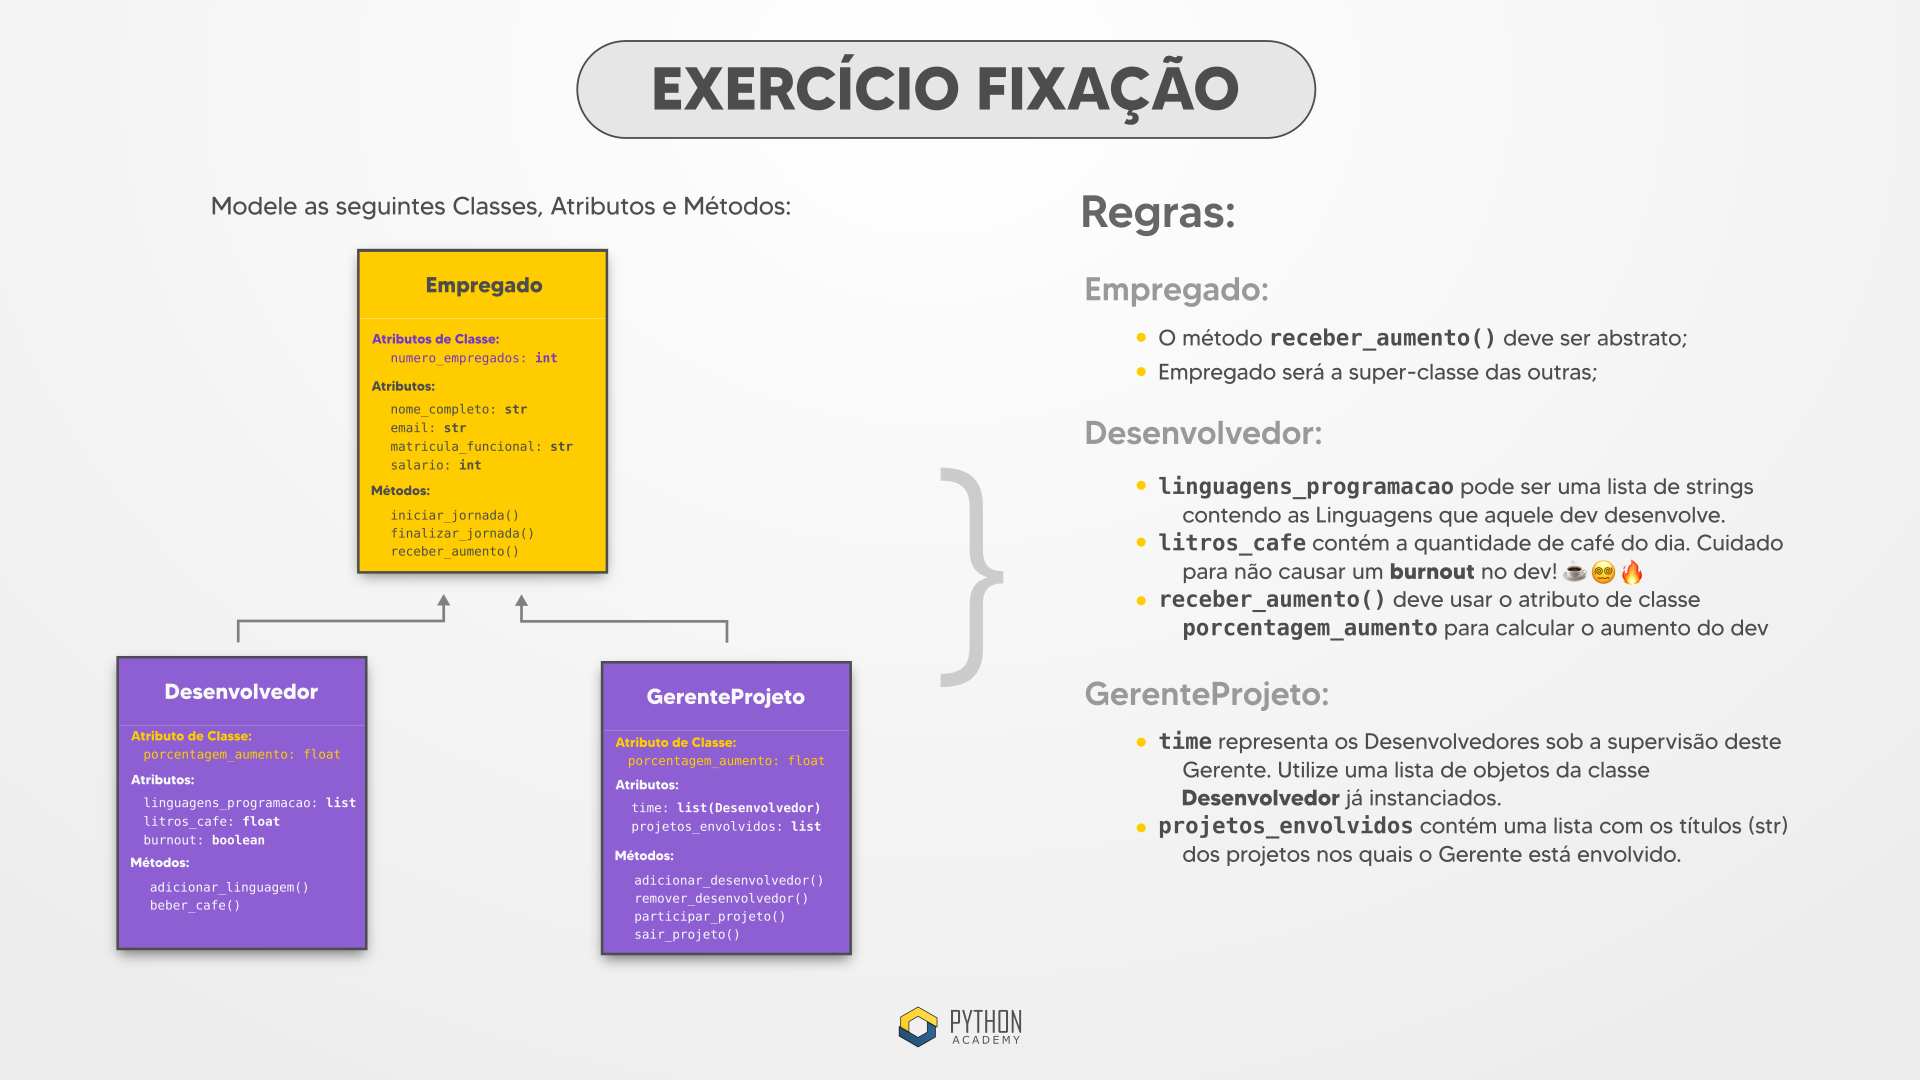 EXERCÍCIO FIXAÇÃO
Modele as seguintes Classes, Atributos e Métodos:
Empregado
Atributos de Classe:
numero_empregados: int
Atributos:
nome_completo: str
email: str
matricula_funcional: str
salario: int
Métodos:
iniciar_jornada()
finalizar_jornada()
receber_aumento()
Desenvolvedor
Atributo de Classe:
porcentagem_aumento: float
Atributos:
linguagens_programacao: list
litros_cafe: float
burnout: boolean
Métodos:
adicionar_linguagem()
beber_cafe()
GerenteProjeto
Atributo de Classe:
porcentagem_aumento: float
Atributos:
time: list(Desenvolvedor)
projetos_envolvidos: list
Métodos:
adicionar_desenvolvedor()
remover_desenvolvedor()
participar_projeto()
sair_projeto()
Regras:
Empregado:
O método receber_aumento() deve ser abstrato;
Empregado será a super-classe das outras;
Desenvolvedor:
linguagens_programacao pode ser uma lista de strings
contendo as Linguagens que aquele dev desenvolve.
litros_cafe contém a quantidade de café do dia. Cuidado
para não causar um burnout no dev! ☕😵‍💫🔥
receber_aumento() deve usar o atributo de classe
porcentagem_aumento para calcular o aumento do dev
GerenteProjeto:
time representa os Desenvolvedores sob a supervisão deste
Gerente. Utilize uma lista de objetos da classe
Desenvolvedor já instanciados.
projetos_envolvidos contém uma lista com os títulos (str)
dos projetos nos quais o Gerente está envolvido.
PYTHON
ACADEMY